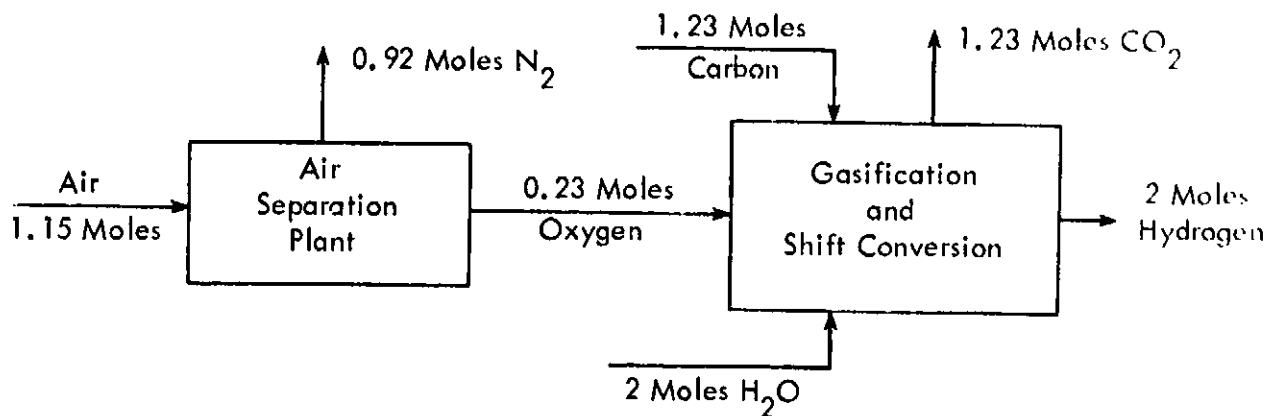 0.92 Moles N2
1.23 Moles
Carbon
1.23 Moles CO2
Air
1.15 Moles
Air
Separation
Plant
0.23 Moles
Oxygen
Gasification
and
Shift Conversion
2 Moles
Hydrogen
2 Moles H2O